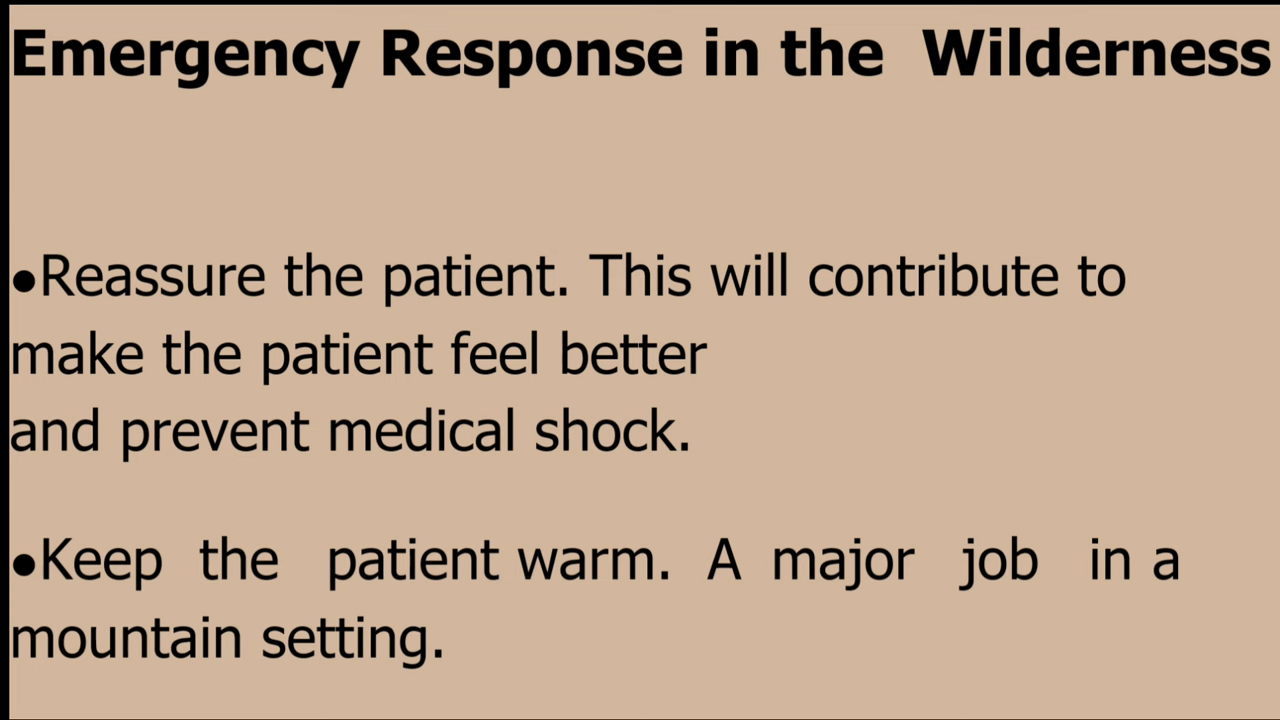 Emergency Response in the Wilderness
●Reassure the patient. This will contribute to
make the patient feel better
and prevent medical shock.
●Keep the patient warm. A major job in a
mountain setting.